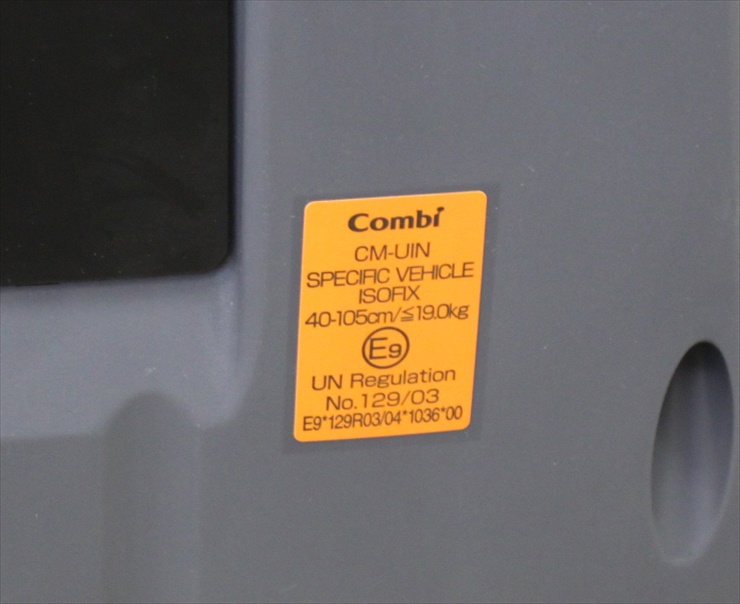 Combi
CM-UIN
SPECIFIC VEHICLE
ISOFIX
40-105cm/≦19.0kg
E9
UN Regulation
No.129/03
E9*129R03/04*1036*00